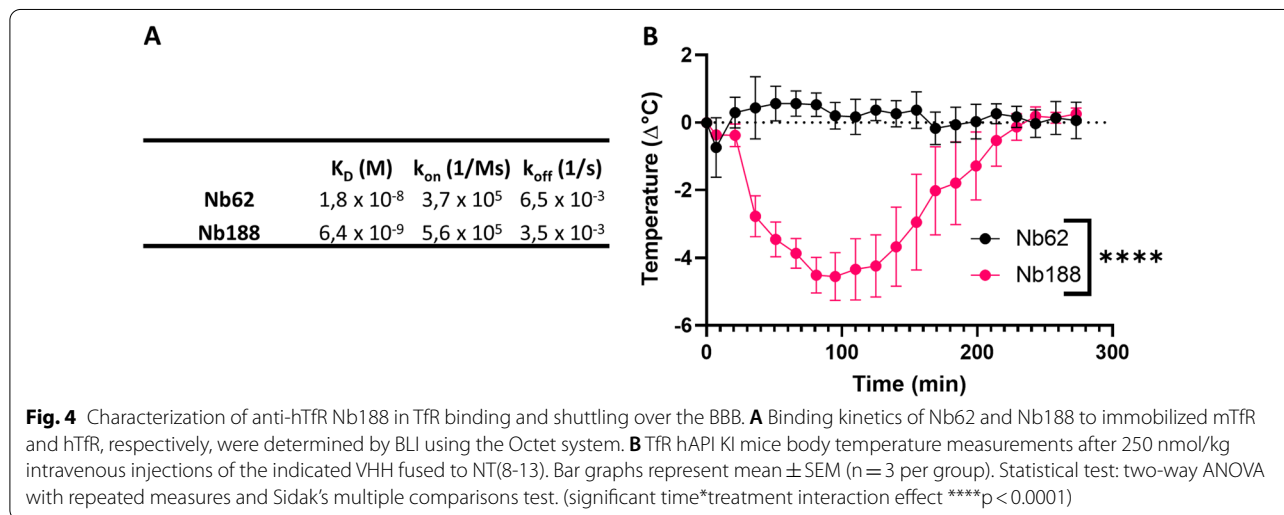 A
K_D (M) k_on (1/Ms) k_off (1/s)
Nb62 1,8 x 10⁻⁸ 3,7 x 10⁵ 6,5 x 10⁻³
Nb188 6,4 x 10⁻⁹ 5,6 x 10⁵ 3,5 x 10⁻³
B
Temperature (Δ°C)
2
0
-2
-4
-6
Nb62
Nb188
****
0 100 200 300
Time (min)
Fig. 4 Characterization of anti-hTfR Nb188 in TfR binding and shuttling over the BBB. A Binding kinetics of Nb62 and Nb188 to immobilized mTfR
and hTfR, respectively, were determined by BLI using the Octet system. B TfR hAPI KI mice body temperature measurements after 250 nmol/kg
intravenous injections of the indicated VHH fused to NT(8-13). Bar graphs represent mean ± SEM (n = 3 per group). Statistical test: two-way ANOVA
with repeated measures and Sidak's multiple comparisons test. (significant time*treatment interaction effect ****p < 0.0001)